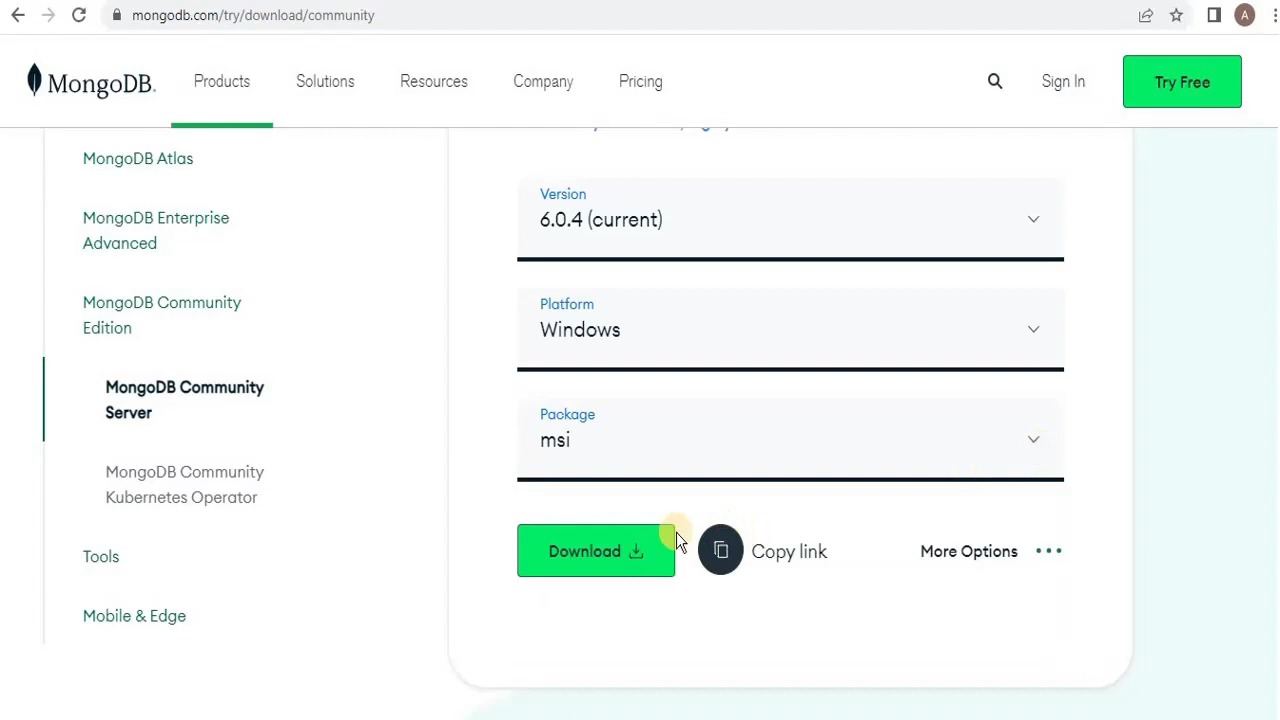 mongodb.com/try/download/community
A
MongoDB.
Products
Solutions
Resources
Company
Pricing
Sign In
Try Free
MongoDB Atlas
MongoDB Enterprise
Advanced
MongoDB Community
Edition
MongoDB Community
Server
MongoDB Community
Kubernetes Operator
Tools
Mobile & Edge
Version
6.0.4 (current)
Platform
Windows
Package
msi
Download
Copy link
More Options